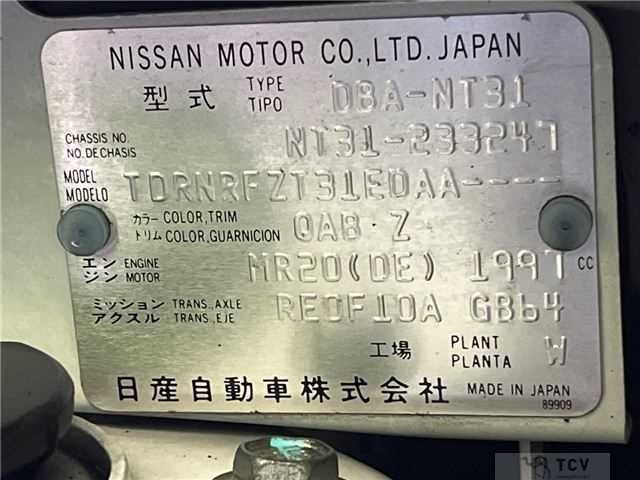 NISSAN MOTOR CO.,LTD. JAPAN
型式 TYPE TIPO DBA-NT31
CHASSIS NO. NO. DE CHASIS NT31-233247
MODEL MODELO TDRNRFZT31EDAA----
カラー COLOR,TRIM トリム COLOR,GUARNICION QAB Z
エンジン ENGINE MOTOR MR20(DE) 1997 CC
ミッション TRANS.,AXLE アクスル TRANS.,EJE RE0F10A GB64
工場 PLANT PLANTA W
日産自動車株式会社 MADE IN JAPAN
89909
TCV